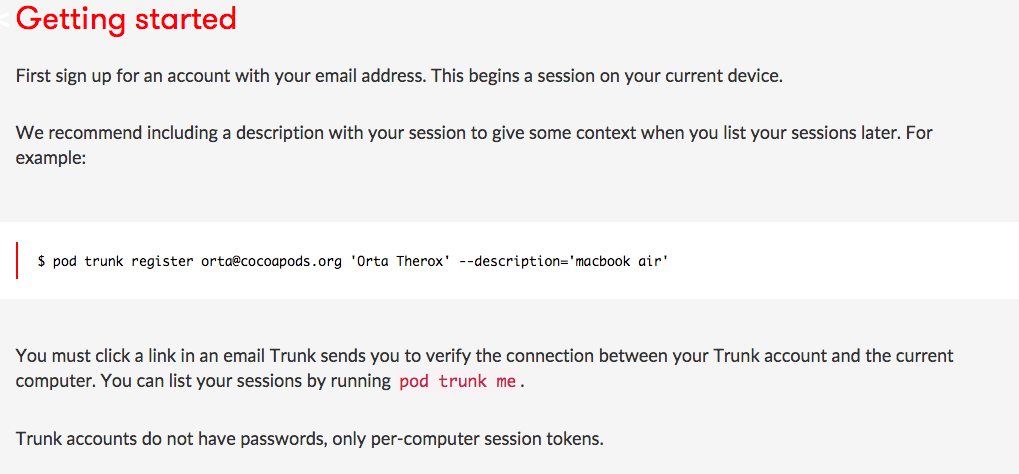 Getting started
First sign up for an account with your email address. This begins a session on your current device.
We recommend including a description with your session to give some context when you list your sessions later. For
example:
$ pod trunk register orta@cocoapods.org 'Orta Therox' --description='macbook air'
You must click a link in an email Trunk sends you to verify the connection between your Trunk account and the current
computer. You can list your sessions by running pod trunk me.
Trunk accounts do not have passwords, only per-computer session tokens.